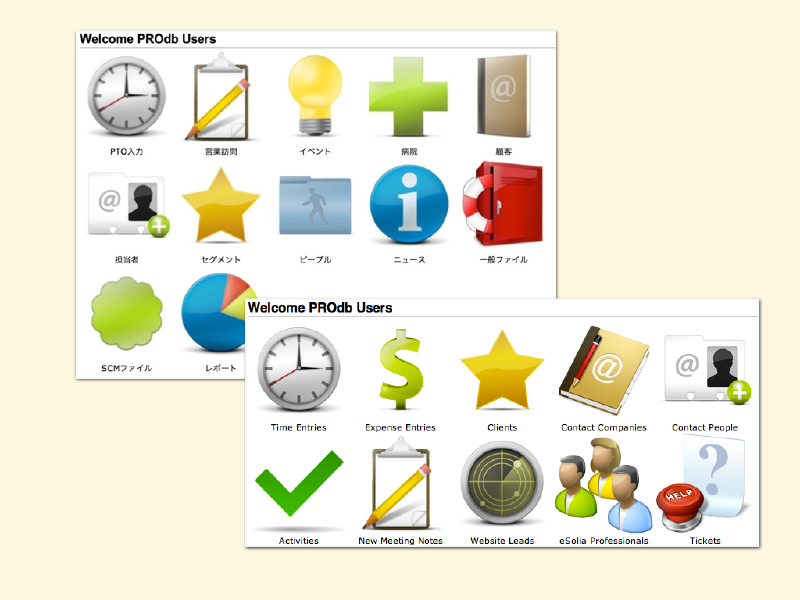 Welcome PROdb Users
PTO入力
営業訪問
イベント
病院
顧客
@
@
担当者
セグメント
ピープル
ニュース
一般ファイル
SCMファイル
レポート
Welcome PROdb Users
@
@
Time Entries
Expense Entries
Clients
Contact Companies
Contact People
HELP
Activities
New Meeting Notes
Website Leads
eSolia Professionals
Tickets